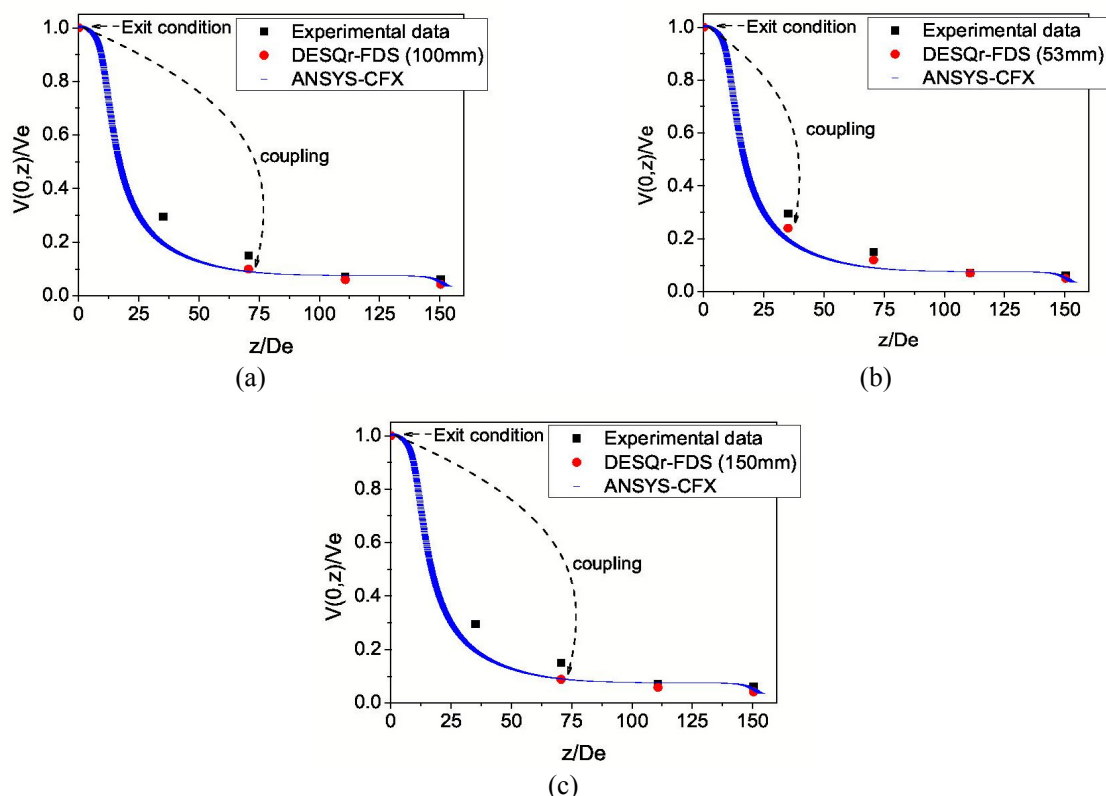 Exit condition
Experimental data
DESQr-FDS (100mm)
ANSYS-CFX
coupling
V(0,z)/Ve
1.0
0.8
0.6
0.4
0.2
0.0
0 25 50 75 100 125 150
z/De
(a)
Exit condition
Experimental data
DESQr-FDS (53mm)
ANSYS-CFX
coupling
V(0,z)/Ve
1.0
0.8
0.6
0.4
0.2
0.0
0 25 50 75 100 125 150
z/De
(b)
Exit condition
Experimental data
DESQr-FDS (150mm)
ANSYS-CFX
coupling
V(0,z)/Ve
1.0
0.8
0.6
0.4
0.2
0.0
0 25 50 75 100 125 150
z/De
(c)